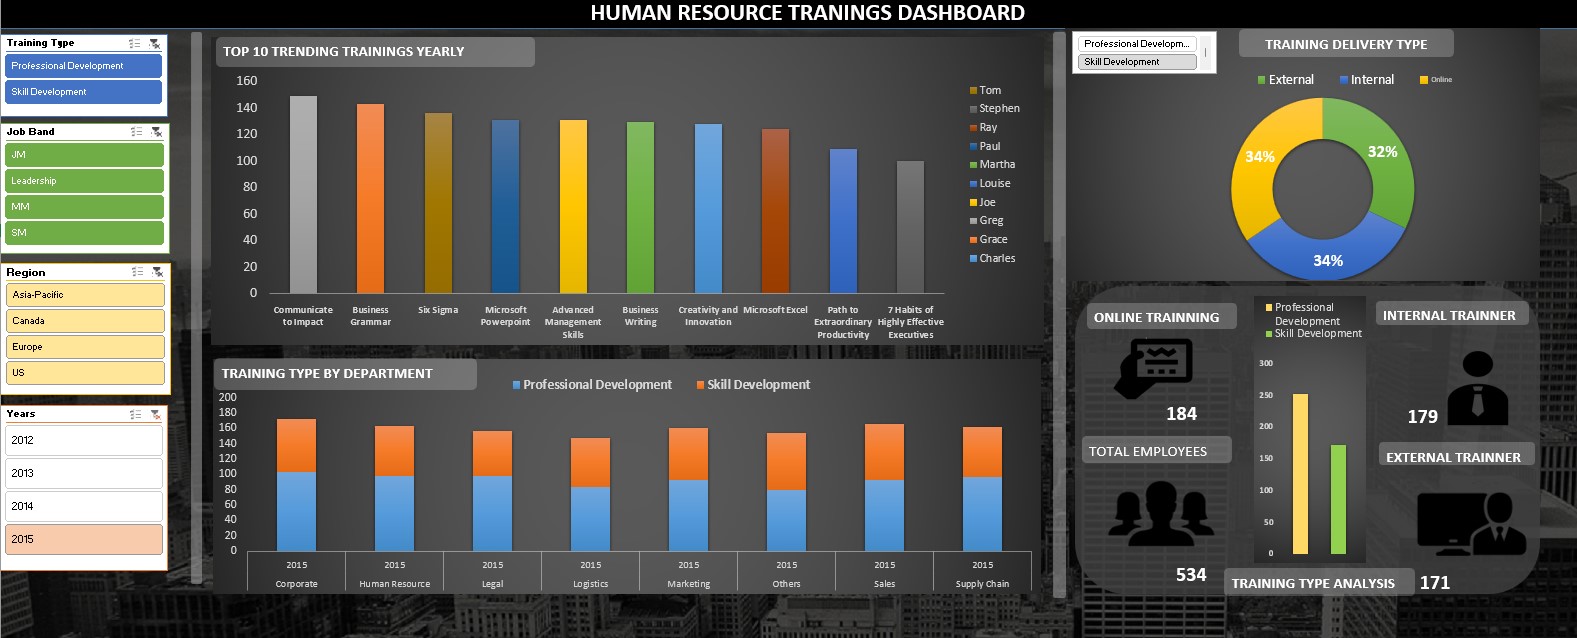 HUMAN RESOURCE TRANINGS DASHBOARD
Training Type
Professional Development
Skill Development
Job Band
JM
Leadership
MM
SM
Region
Asia-Pacific
Canada
Europe
US
Years
2012
2013
2014
2015
TOP 10 TRENDING TRAININGS YEARLY
160
140
120
100
80
60
40
20
0
Communicate
to Impact
Business
Grammar
Six Sigma
Microsoft
Powerpoint
Advanced
Management
Skills
Business
Writing
Creativity and
Innovation
Microsoft Excel
Path to
Extraordinary
Productivity
7 Habits of
Highly Effective
Executives
Tom
Stephen
Ray
Paul
Martha
Louise
Joe
Greg
Grace
Charles
TRAINING TYPE BY DEPARTMENT
Professional Development
Skill Development
200
180
160
140
120
100
80
60
40
20
0
2015 2015 2015 2015 2015 2015 2015 2015
Corporate Human Resource Legal Logistics Marketing Others Sales Supply Chain
Professional Developm...
Skill Development
TRAINING DELIVERY TYPE
External Internal Online
34%
32%
34%
ONLINE TRAINNING
184
TOTAL EMPLOYEES
534
Professional
Development
Skill Development
300
250
200
150
100
50
0
TRAINING TYPE ANALYSIS
INTERNAL TRAINNER
179
EXTERNAL TRAINNER
171